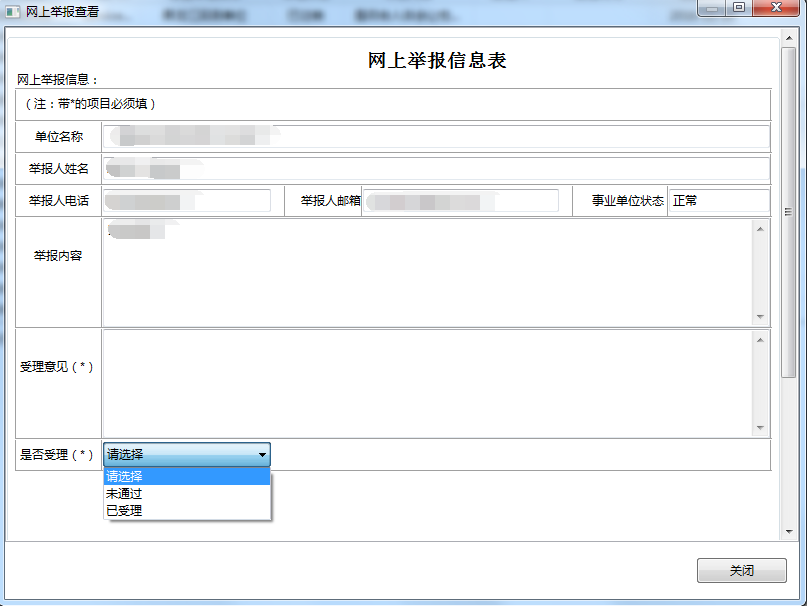 网上举报查看
网上举报信息表
网上举报信息：
（注：带*的项目必须填）
单位名称
举报人姓名
举报人电话 举报人邮箱 事业单位状态 正常
举报内容
受理意见（*）
是否受理（*） 请选择
请选择
未通过
已受理
关闭